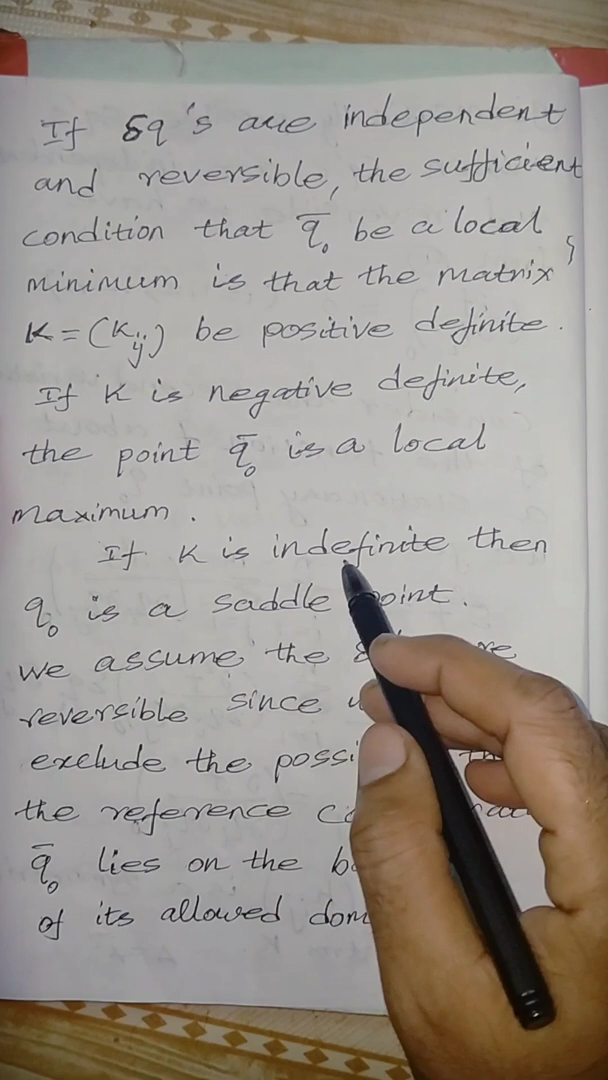 If δq's are independent
and reversible, the sufficient
condition that q̄₀ be a local
minimum is that the matrix
K = (Kij) be positive definite.
If K is negative definite,
the point q̄₀ is a local
maximum.
If K is indefinite then
q₀ is a saddle point.
we assume the
reversible since
exclude the
the reference
q̄₀ lies on the
of its allowed